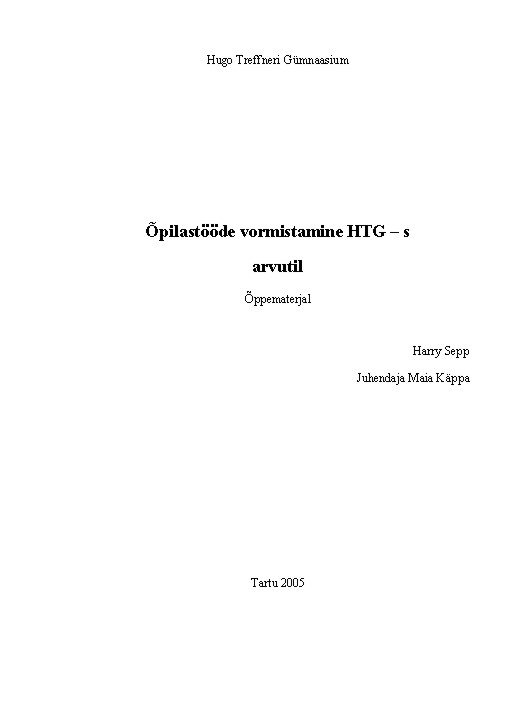 Hugo Treffneri Gümnaasium
Õpilastööde vormistamine HTG – s
arvutil
Õppematerjal
Harry Sepp
Juhendaja Maia Käppa
Tartu 2005